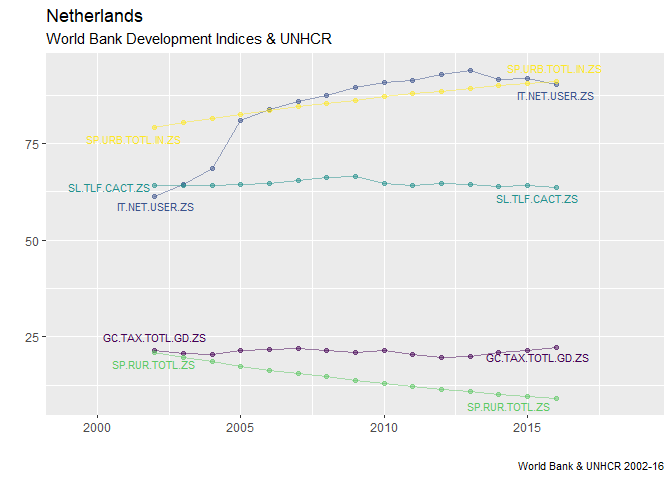 Netherlands
World Bank Development Indices & UNHCR
SP.URB.TOTL.IN.ZS
IT.NET.USER.ZS
75
SP.URB.TOTL.IN.ZS
SL.TLF.CACT.ZS
SL.TLF.CACT.ZS
IT.NET.USER.ZS
50
25
GC.TAX.TOTL.GD.ZS
GC.TAX.TOTL.GD.ZS
SP.RUR.TOTL.ZS
SP.RUR.TOTL.ZS
2000 2005 2010 2015
World Bank & UNHCR 2002-16